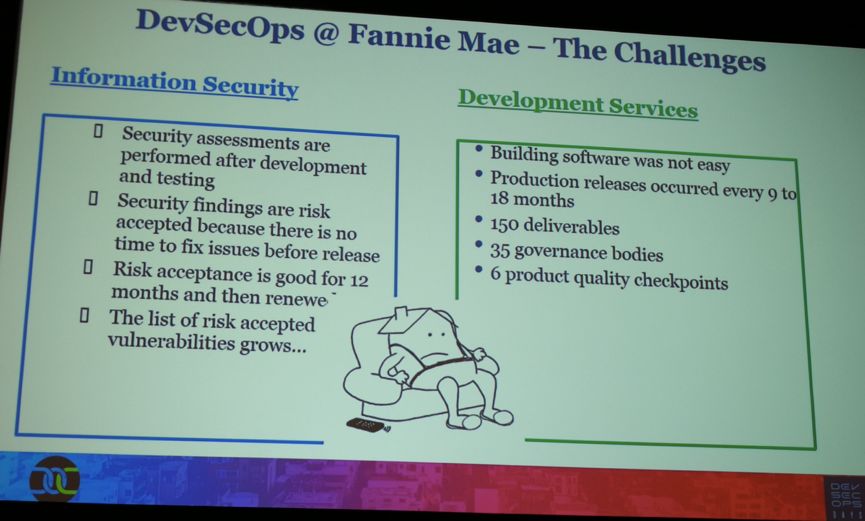 DevSecOps @ Fannie Mae – The Challenges
Information Security
Security assessments are
performed after development
and testing
Security findings are risk
accepted because there is no
time to fix issues before release
Risk acceptance is good for 12
months and then renewe
The list of risk accepted
vulnerabilities grows...
Development Services
Building software was not easy
Production releases occurred every 9 to
18 months
150 deliverables
35 governance bodies
6 product quality checkpoints
DEV
SEC
OPS